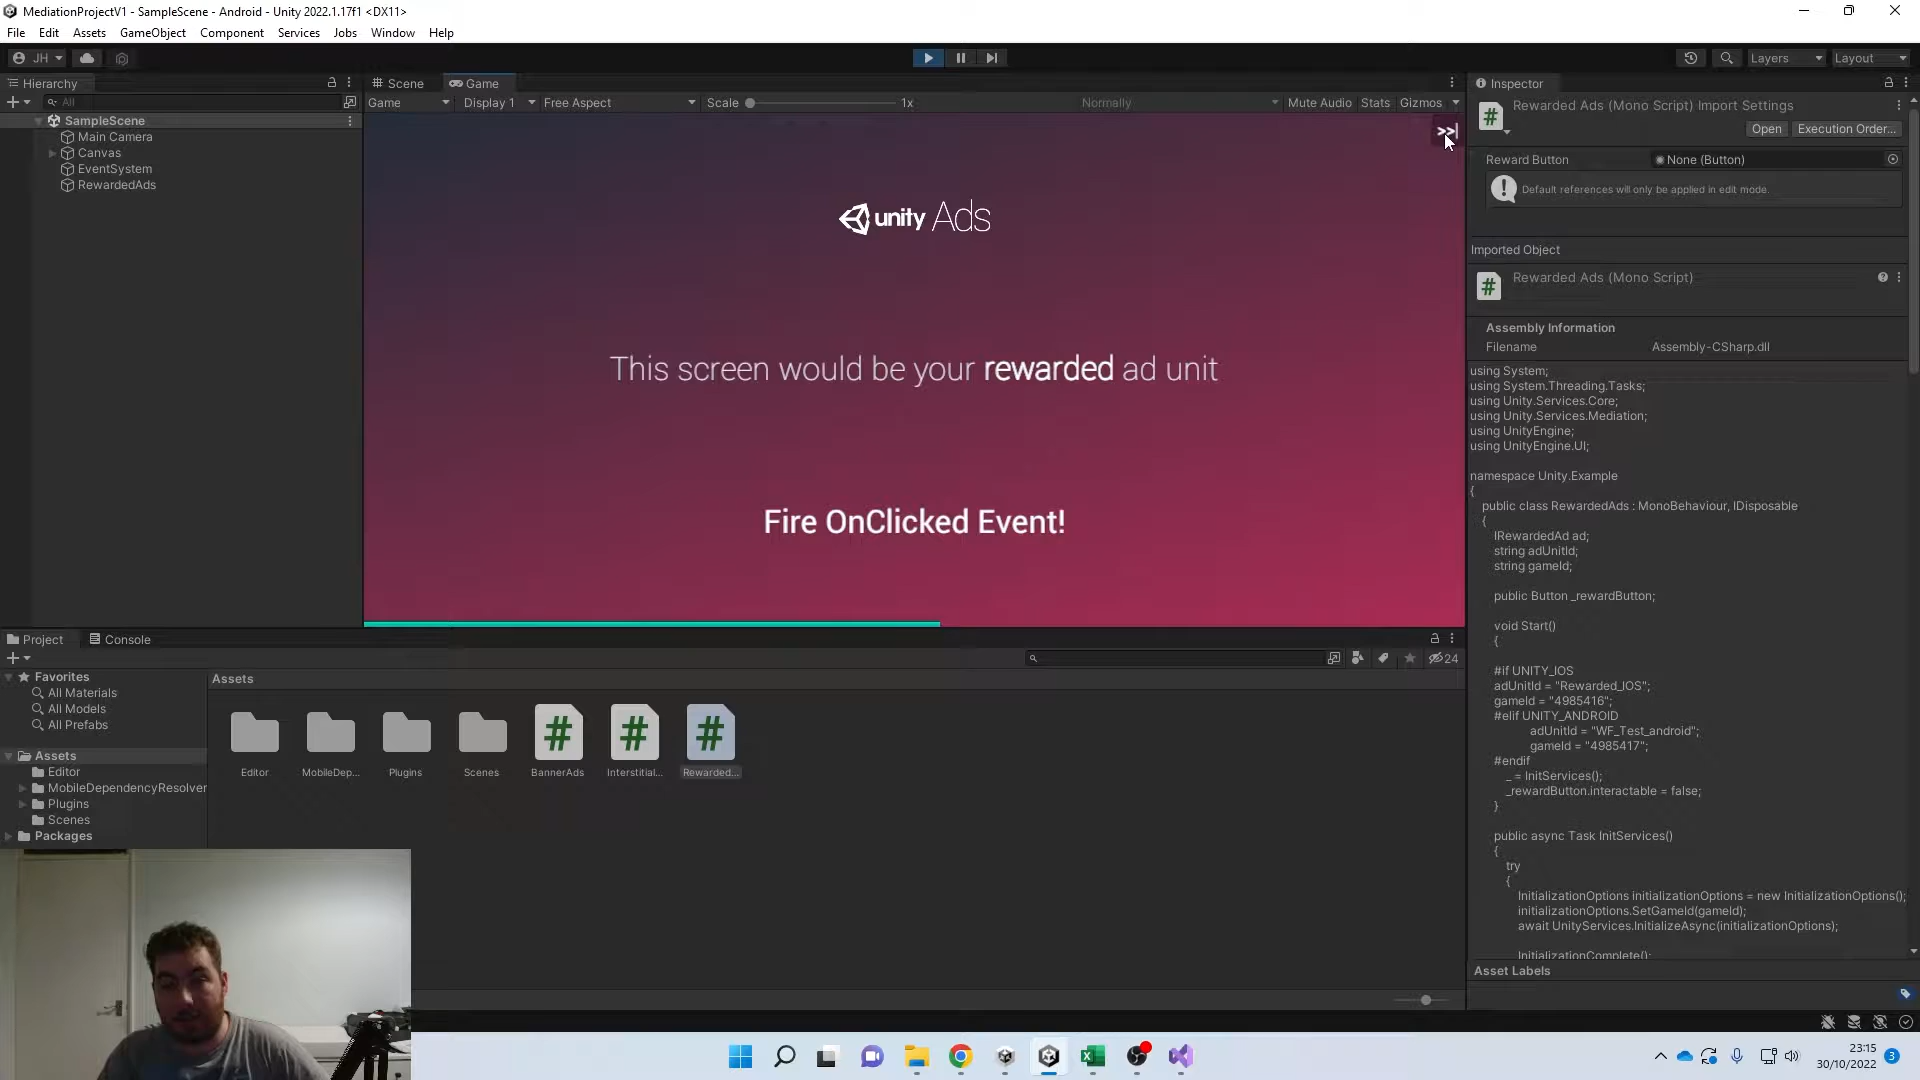 MediationProjectV1 - SampleScene - Android - Unity 2022.1.17f1 <DX11>
File Edit Assets GameObject Component Services Jobs Window Help
JH Layers Layout
Hierarchy
All
SampleScene
Main Camera
Canvas
EventSystem
RewardedAds
Scene Game
Game Display 1 Free Aspect Scale 1x Normally Mute Audio Stats Gizmos
unity Ads
This screen would be your rewarded ad unit
Fire OnClicked Event!
Inspector
Rewarded Ads (Mono Script) Import Settings
Open Execution Order...
Reward Button None (Button)
Default references will only be applied in edit mode.
Imported Object
Rewarded Ads (Mono Script)
Assembly Information
Filename Assembly-CSharp.dll
using System;
using System.Threading.Tasks;
using Unity.Services.Core;
using Unity.Services.Mediation;
using UnityEngine;
using UnityEngine.UI;
namespace Unity.Example
{
public class RewardedAds : MonoBehaviour, IDisposable
{
IRewardedAd ad;
string adUnitId;
string gameId;
public Button _rewardButton;
void Start()
{
#if UNITY_IOS
adUnitId = "Rewarded_IOS";
gameId = "4985416";
#elif UNITY_ANDROID
adUnitId = "WF_Test_android";
gameId = "4985417";
#endif
_ = InitServices();
_rewardButton.interactable = false;
}
public async Task InitServices()
{
try
{
InitializationOptions initializationOptions = new InitializationOptions();
initializationOptions.SetGameId(gameId);
await UnityServices.InitializeAsync(initializationOptions);
InitializationComplete();
Asset Labels
Project Console
24
Favorites
All Materials
All Models
All Prefabs
Assets
Editor
MobileDependencyResolver
Plugins
Scenes
Packages
Assets
Editor MobileDep... Plugins Scenes BannerAds Interstitial... Rewarded...
23:15
30/10/2022
3